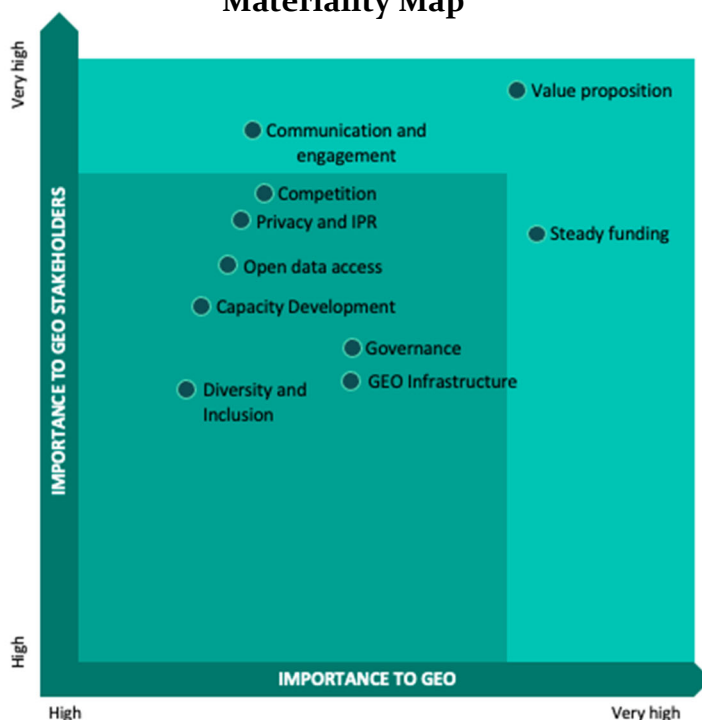 Materiality Map
Very high
Value proposition
Communication and
engagement
Competition
Privacy and IPR
Steady funding
Open data access
Capacity Development
Governance
GEO Infrastructure
Diversity and
Inclusion
IMPORTANCE TO GEO STAKEHOLDERS
High
IMPORTANCE TO GEO
High
Very high